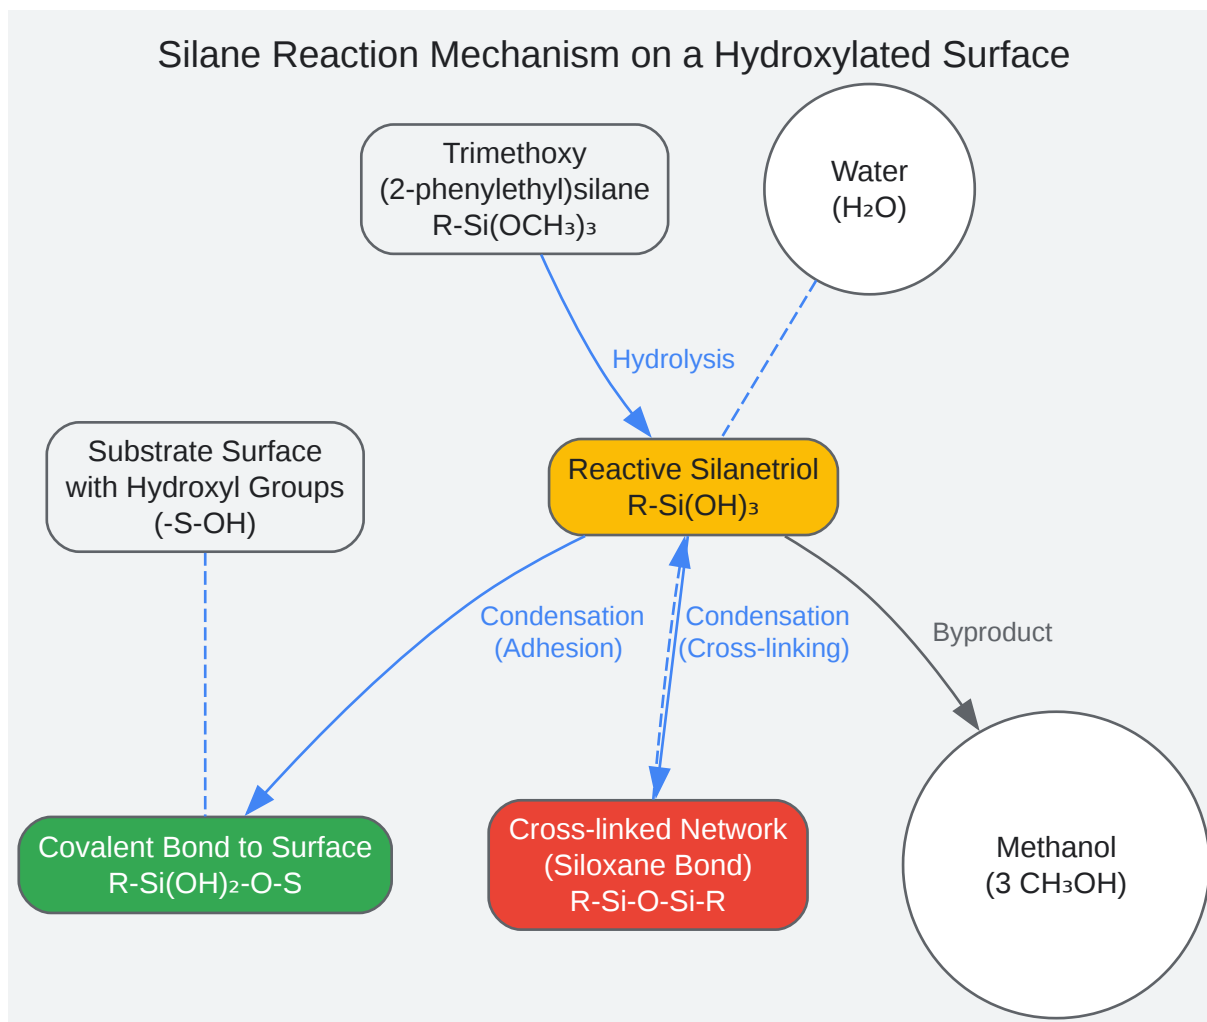 Silane Reaction Mechanism on a Hydroxylated Surface
Trimethoxy
(2-phenylethyl)silane
R-Si(OCH₃)₃
Water
(H₂O)
Hydrolysis
Substrate Surface
with Hydroxyl Groups
(-S-OH)
Reactive Silanetriol
R-Si(OH)₃
Condensation
(Adhesion)
Condensation
(Cross-linking)
Byproduct
Covalent Bond to Surface
R-Si(OH)₂-O-S
Cross-linked Network
(Siloxane Bond)
R-Si-O-Si-R
Methanol
(3 CH₃OH)